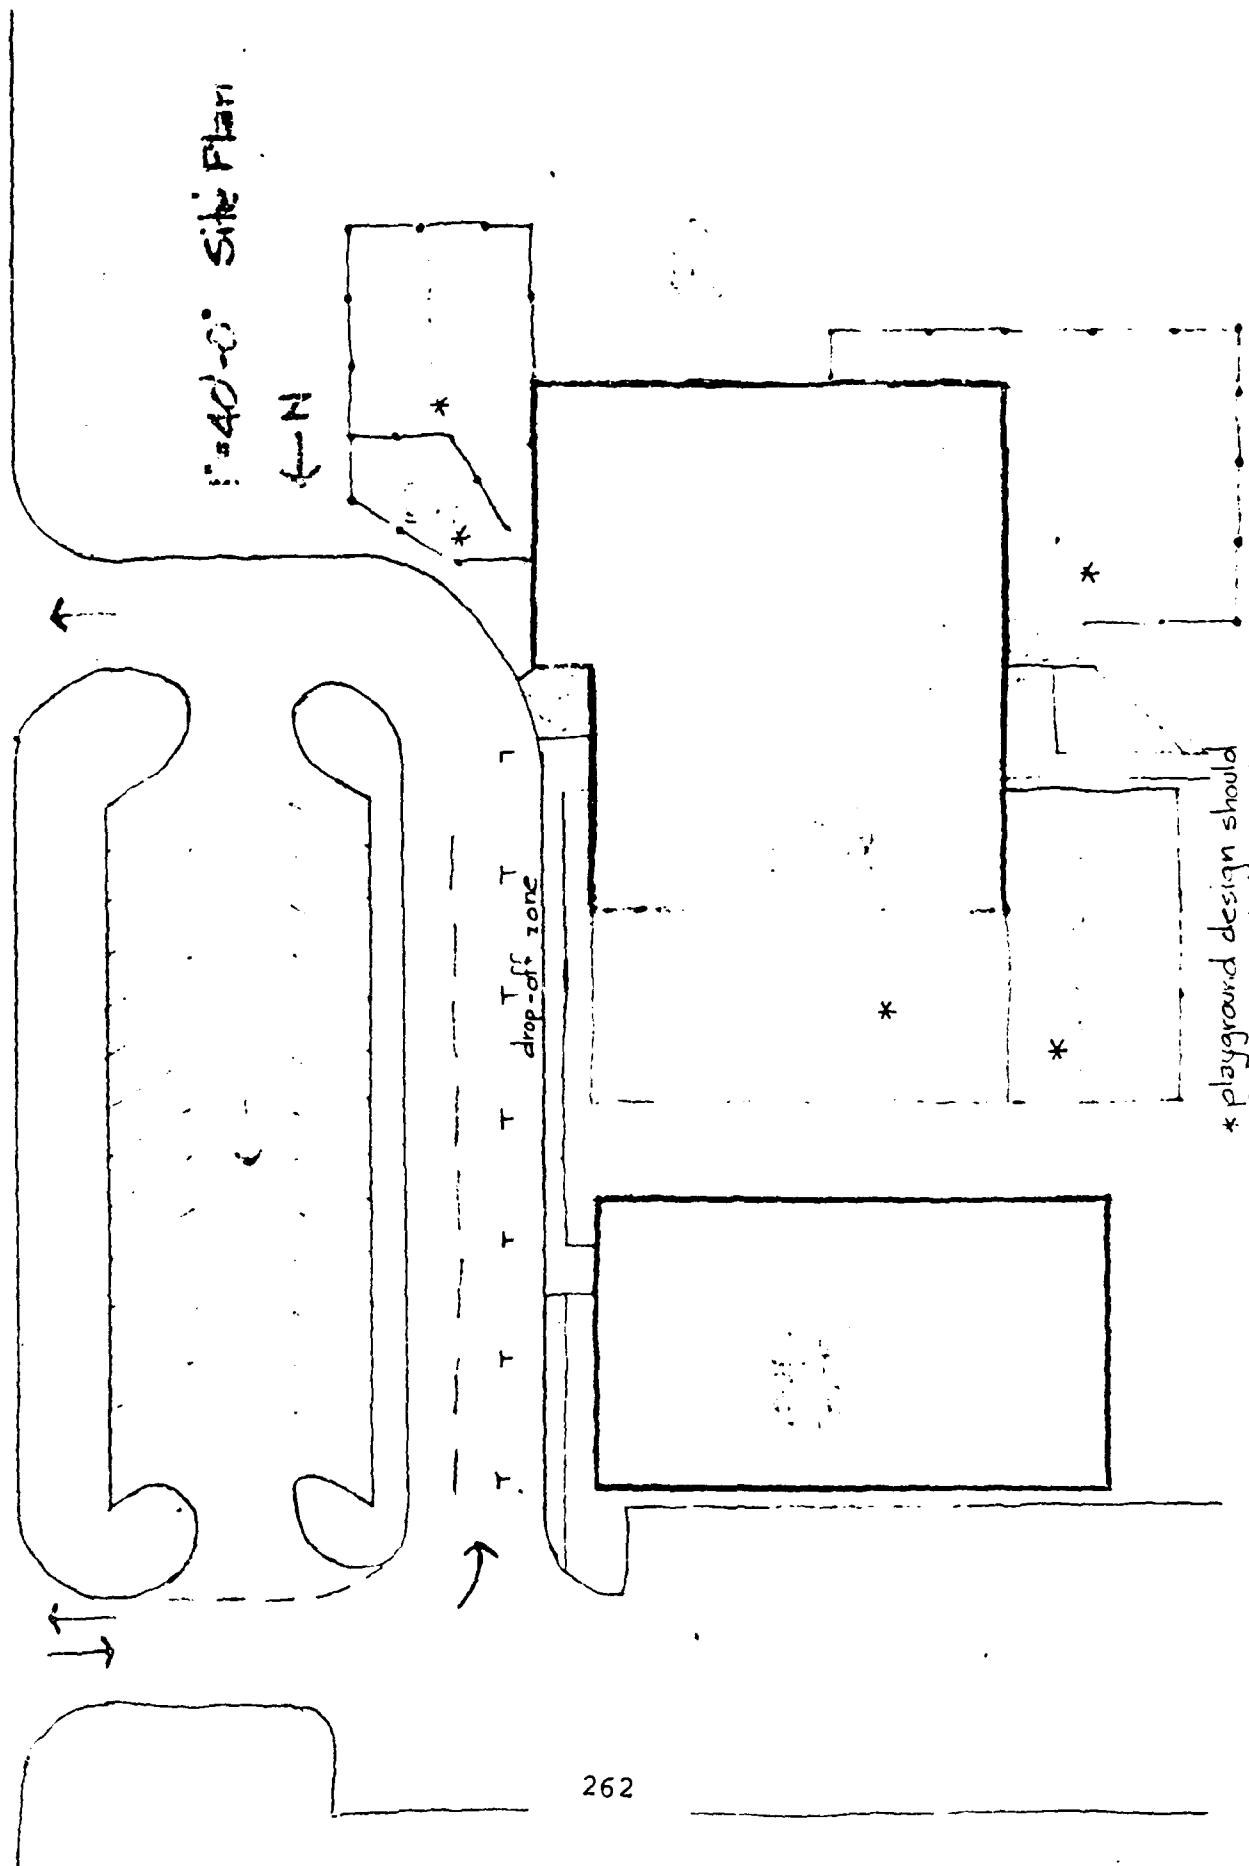 1"=40'-0" Site Plan
N
drop-off zone
* playground design should
262